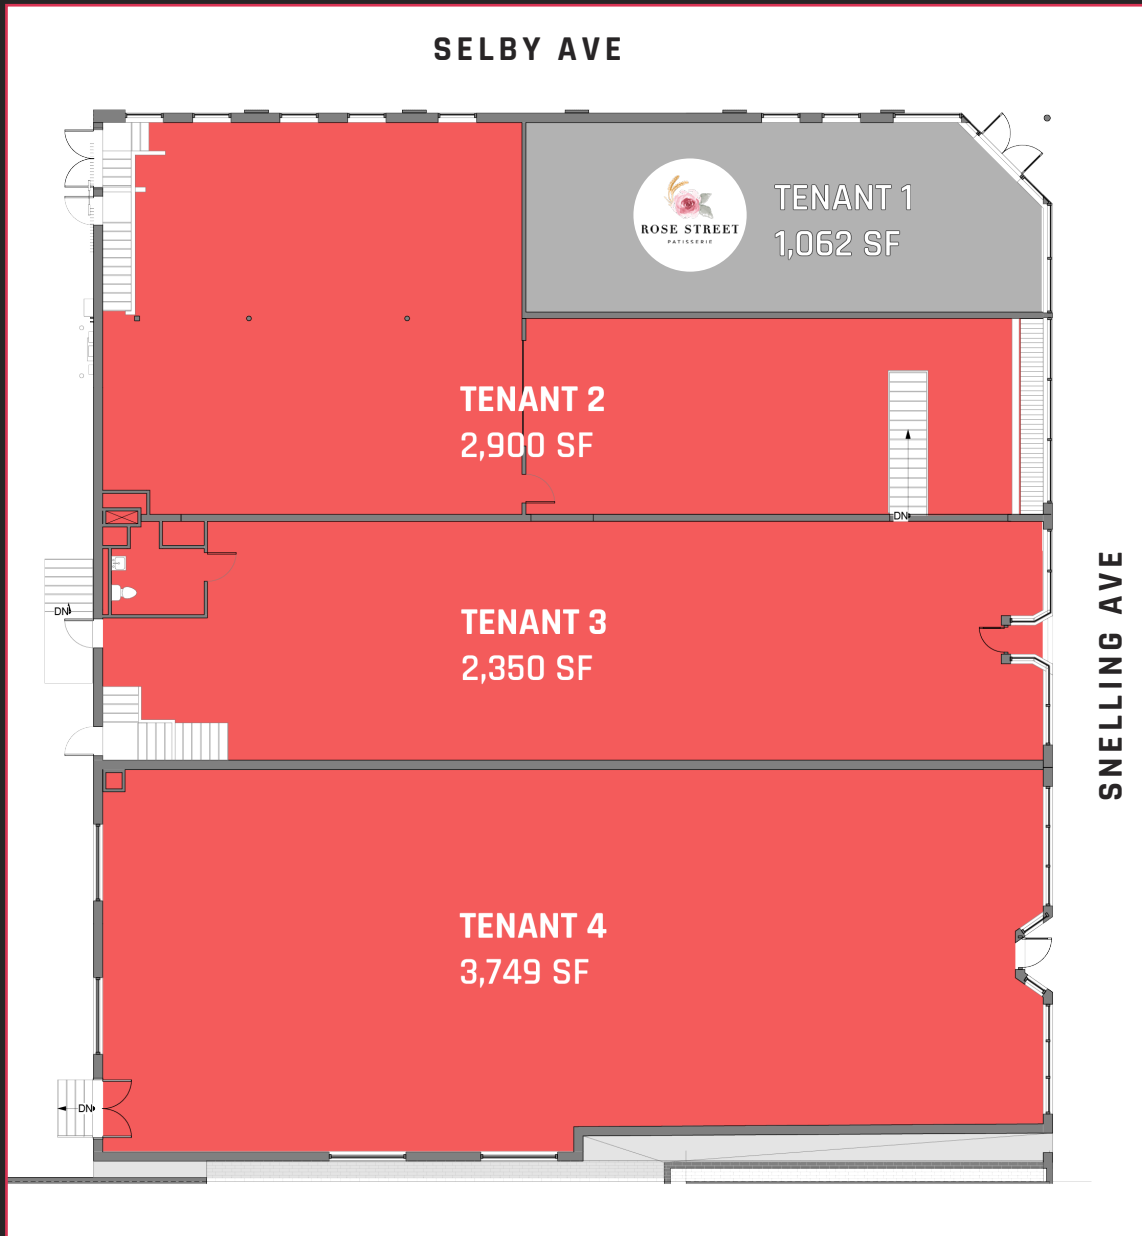 SELBY AVE
ROSE STREET
PATISSERIE
TENANT 1
1,062 SF
TENANT 2
2,900 SF
DN
SNELLING AVE
DN
TENANT 3
2,350 SF
TENANT 4
3,749 SF
DN